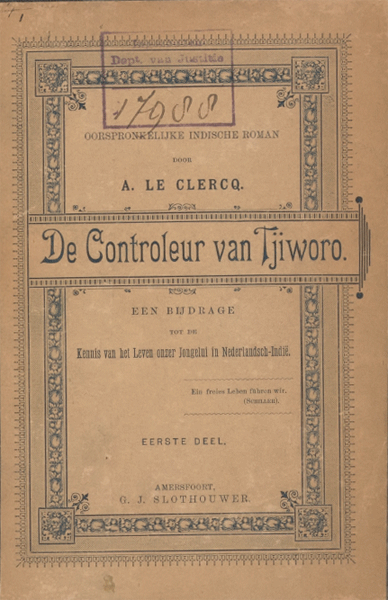 Dept. van Justitie
17988
OORSPRONKELIJKE INDISCHE ROMAN
DOOR
A. LE CLERCQ.
De Controleur van Tjiworo.
EEN BIJDRAGE
TOT DE
Kennis van het Leven onzer Jongelui in Nederlandsch-Indië.
Ein freies Leben führen wir.
(SCHILLER).
EERSTE DEEL.
AMERSFOORT,
G. J. SLOTHOUWER.